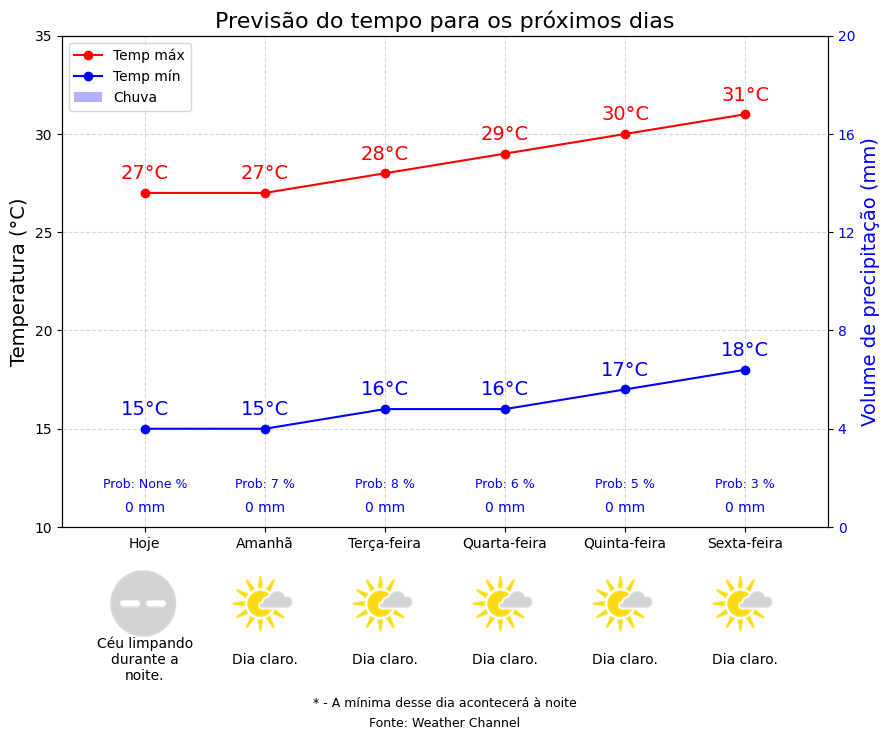 Previsão do tempo para os próximos dias
35
30
25
20
15
10
Temperatura (°C)
Temp máx
Temp mín
Chuva
27°C 27°C 28°C 29°C 30°C 31°C
15°C 15°C 16°C 16°C 17°C 18°C
Prob: None % Prob: 7 % Prob: 8 % Prob: 6 % Prob: 5 % Prob: 3 %
0 mm 0 mm 0 mm 0 mm 0 mm 0 mm
20
16
12
8
4
0
Volume de precipitação (mm)
Hoje Amanhã Terça-feira Quarta-feira Quinta-feira Sexta-feira
Céu limpando
durante a
noite.
Dia claro. Dia claro. Dia claro. Dia claro. Dia claro.
* - A mínima desse dia acontecerá à noite
Fonte: Weather Channel